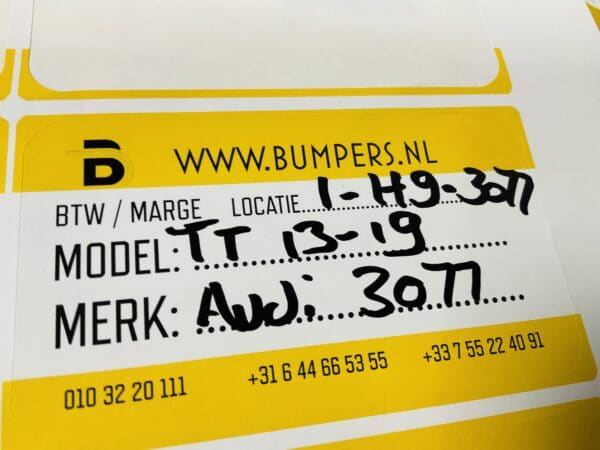 B WWW.BUMPERS.NL
BTW / MARGE LOCATIE 1-H9-3077
MODEL: TT 13-19
MERK: Audi 3077
010 32 20 111 +31 6 44 66 53 55 +33 7 55 22 40 91